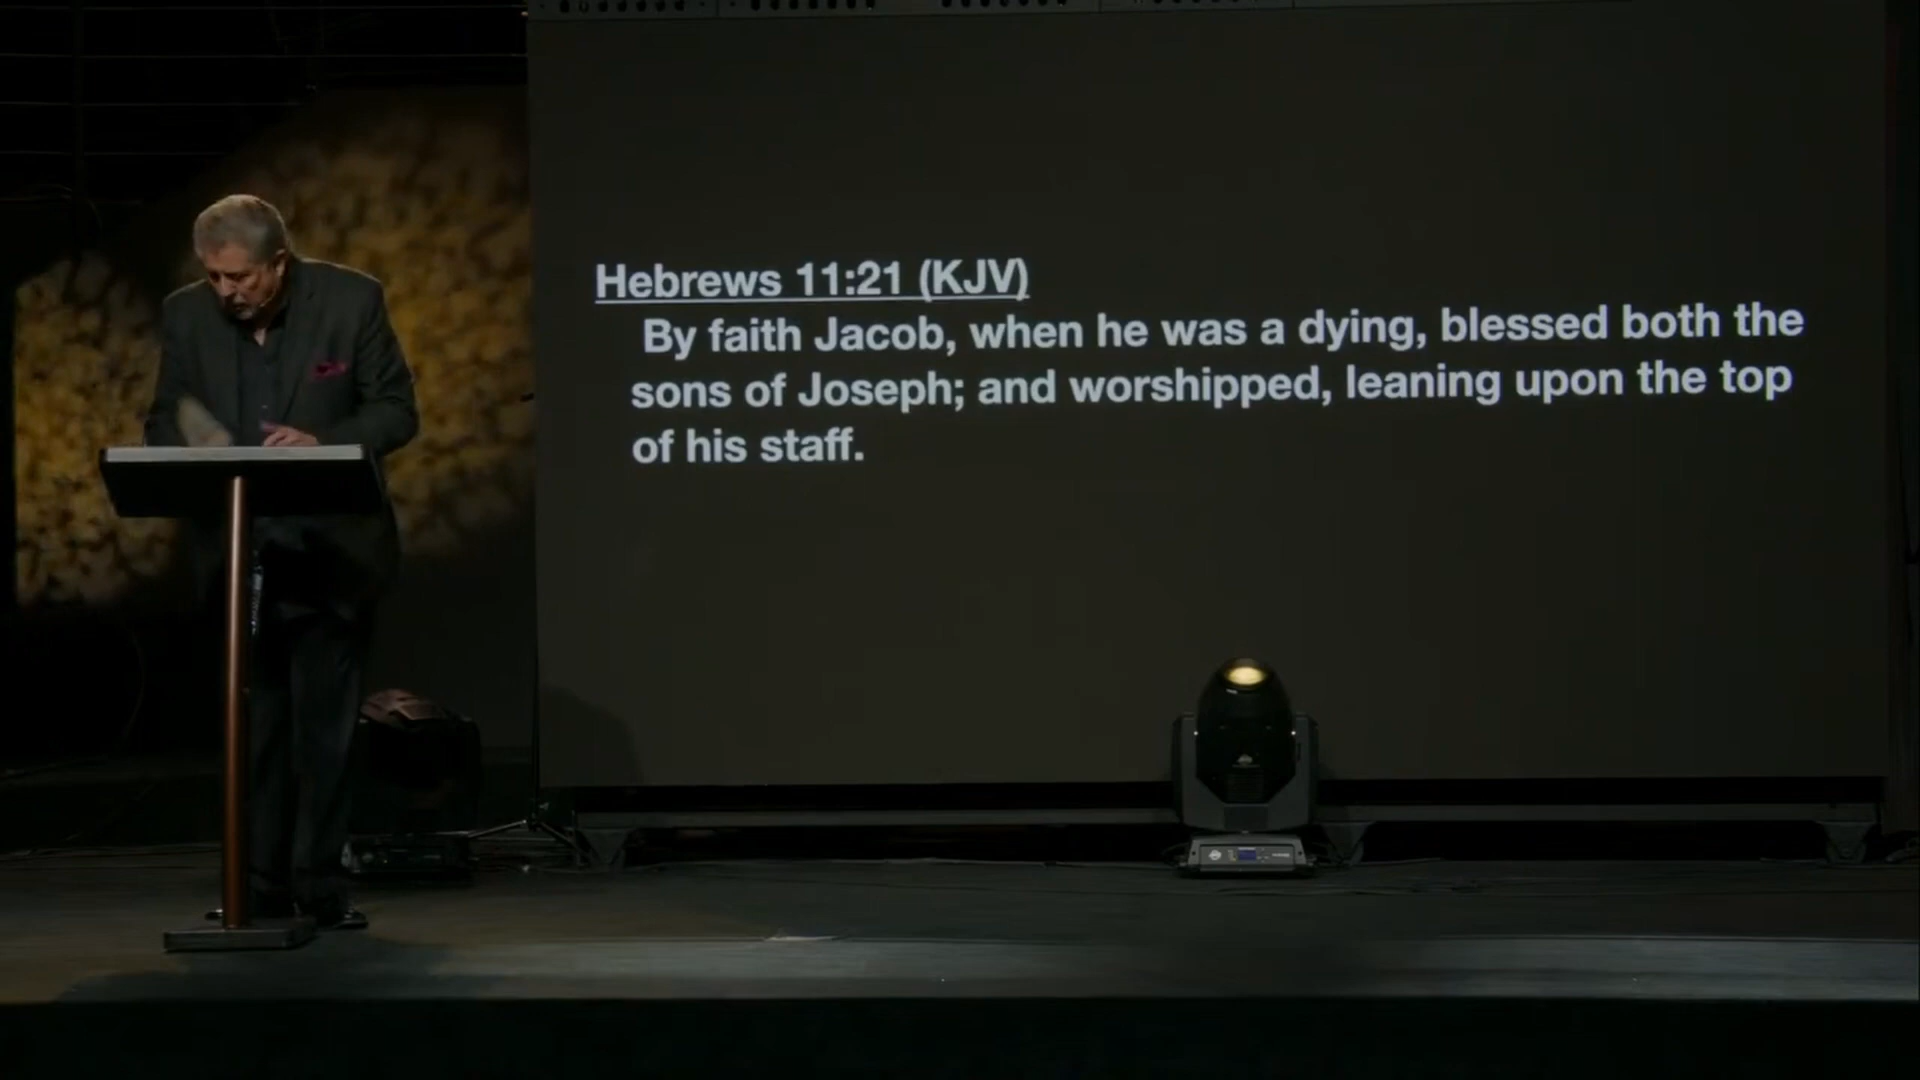 Hebrews 11:21 (KJV)
By faith Jacob, when he was a dying, blessed both the
sons of Joseph; and worshipped, leaning upon the top
of his staff.